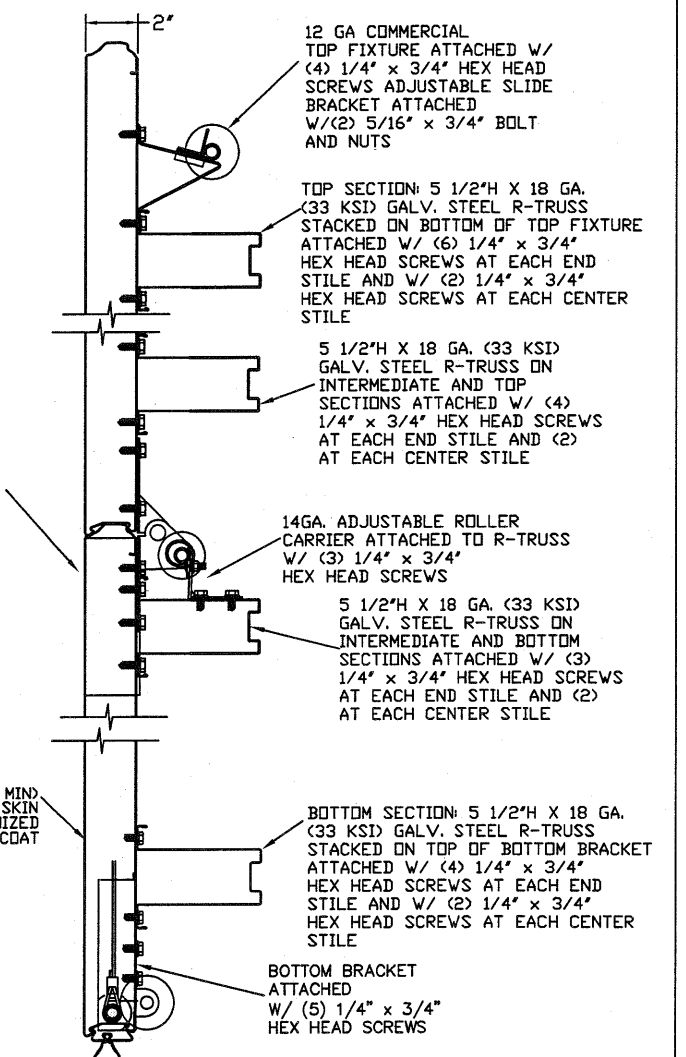 2"
12 GA COMMERCIAL
TOP FIXTURE ATTACHED W/
(4) 1/4" x 3/4" HEX HEAD
SCREWS ADJUSTABLE SLIDE
BRACKET ATTACHED
W/(2) 5/16" x 3/4" BOLT
AND NUTS
TOP SECTION: 5 1/2"H X 18 GA.
(33 KSI) GALV. STEEL R-TRUSS
STACKED ON BOTTOM OF TOP FIXTURE
ATTACHED W/ (6) 1/4" x 3/4"
HEX HEAD SCREWS AT EACH END
STILE AND W/ (2) 1/4" x 3/4"
HEX HEAD SCREWS AT EACH CENTER
STILE
5 1/2"H X 18 GA. (33 KSI)
GALV. STEEL R-TRUSS ON
INTERMEDIATE AND TOP
SECTIONS ATTACHED W/ (4)
1/4" x 3/4" HEX HEAD SCREWS
AT EACH END STILE AND (2)
AT EACH CENTER STILE
14GA. ADJUSTABLE ROLLER
CARRIER ATTACHED TO R-TRUSS
W/ (3) 1/4" x 3/4"
HEX HEAD SCREWS
5 1/2"H X 18 GA. (33 KSI)
GALV. STEEL R-TRUSS ON
INTERMEDIATE AND BOTTOM
SECTIONS ATTACHED W/ (3)
1/4" x 3/4" HEX HEAD SCREWS
AT EACH END STILE AND (2)
AT EACH CENTER STILE
MIN)
SKIN
IZED
COAT
BOTTOM SECTION: 5 1/2"H X 18 GA.
(33 KSI) GALV. STEEL R-TRUSS
STACKED ON TOP OF BOTTOM BRACKET
ATTACHED W/ (4) 1/4" x 3/4"
HEX HEAD SCREWS AT EACH END
STILE AND W/ (2) 1/4" x 3/4"
HEX HEAD SCREWS AT EACH CENTER
STILE
BOTTOM BRACKET
ATTACHED
W/ (5) 1/4" x 3/4"
HEX HEAD SCREWS